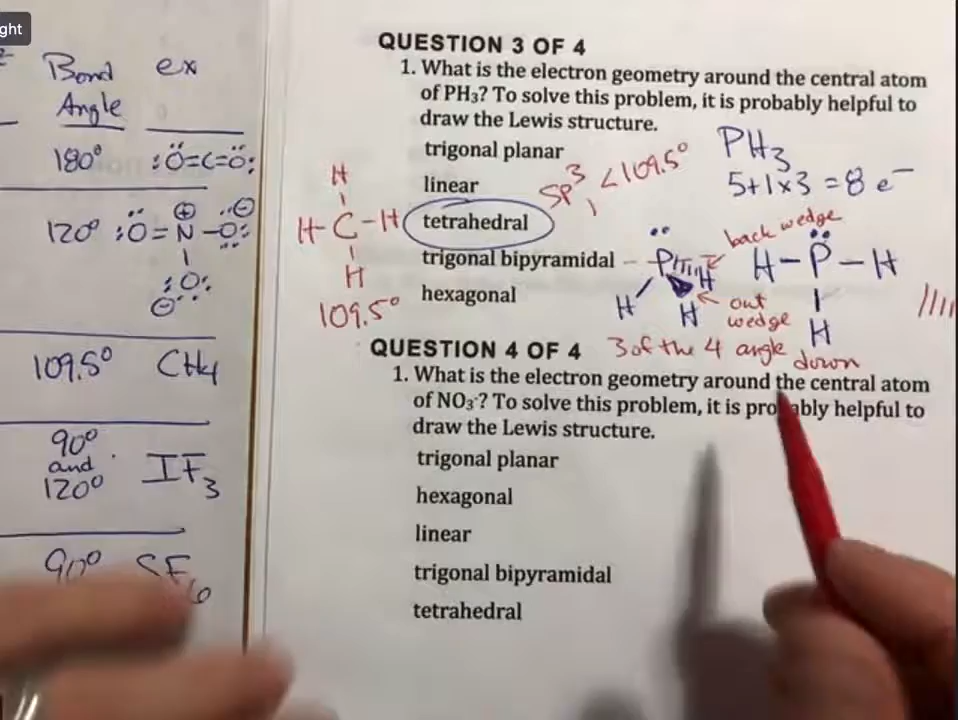 ght
Bond ex
Angle
180° :Ö=C=Ö:
120° :Ö=N-O:
:O:
109.5° CH4
90°
and
120° IF3
90° SF6
QUESTION 3 OF 4
1. What is the electron geometry around the central atom
of PH3? To solve this problem, it is probably helpful to
draw the Lewis structure.
trigonal planar
linear
tetrahedral
trigonal bipyramidal
hexagonal
H
H-C-H
H
109.5°
sp3 <109.5°
PH3
5+1x3=8 e-
back wedge
P
H H
H
out
wedge
H-P-H
H
3 of the 4 angle down
QUESTION 4 OF 4
1. What is the electron geometry around the central atom
of NO3-? To solve this problem, it is probably helpful to
draw the Lewis structure.
trigonal planar
hexagonal
linear
trigonal bipyramidal
tetrahedral